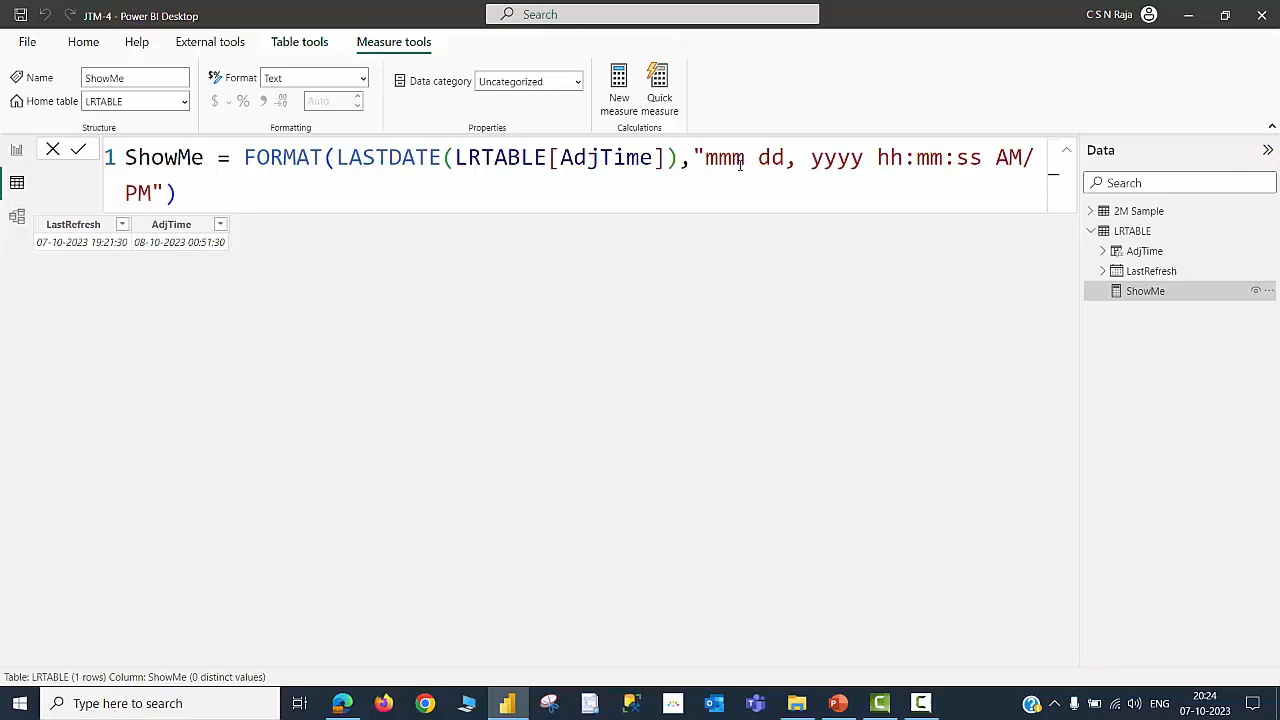 JTM-4 - Power BI Desktop
Search
C S N Raja
File
Home
Help
External tools
Table tools
Measure tools
Name
ShowMe
Home table
LRTABLE
Structure
Format
Text
$
%
Auto
Formatting
Data category
Uncategorized
Properties
New measure
Quick measure
Calculations
1 ShowMe = FORMAT(LASTDATE(LRTABLE[AdjTime]),"mmm dd, yyyy hh:mm:ss AM/
PM")
LastRefresh
AdjTime
07-10-2023 19:21:30
08-10-2023 00:51:30
Data
Search
2M Sample
LRTABLE
AdjTime
LastRefresh
ShowMe
Table: LRTABLE (1 rows) Column: ShowMe (0 distinct values)
Type here to search
ENG
20:24
07-10-2023